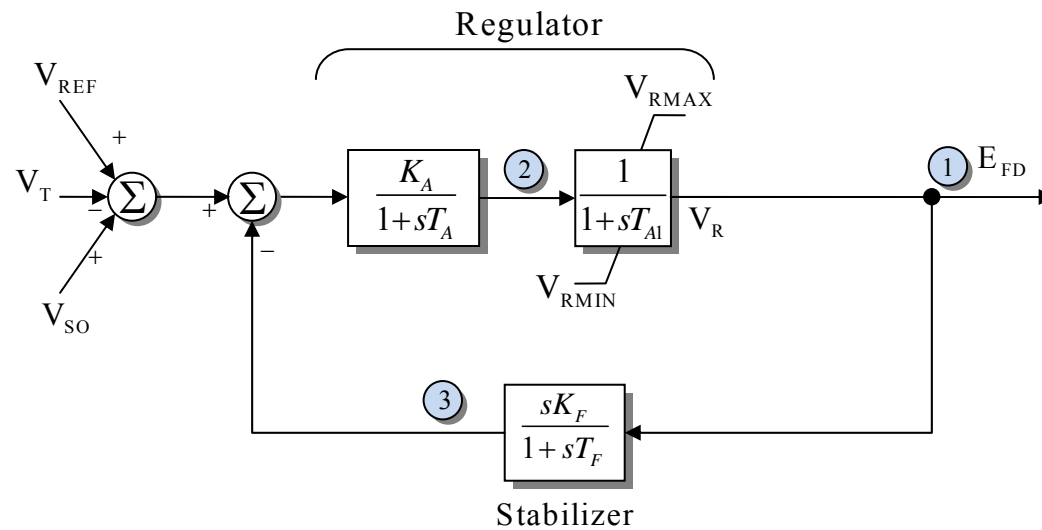 Regulator
V_RMAX
V_REF
+
V_T
−
Σ
+
V_SO
+
Σ
−
K_A
1+sT_A
2
1
1+sT_A1
V_R
V_RMIN
1
E_FD
3
sK_F
1+sT_F
Stabilizer